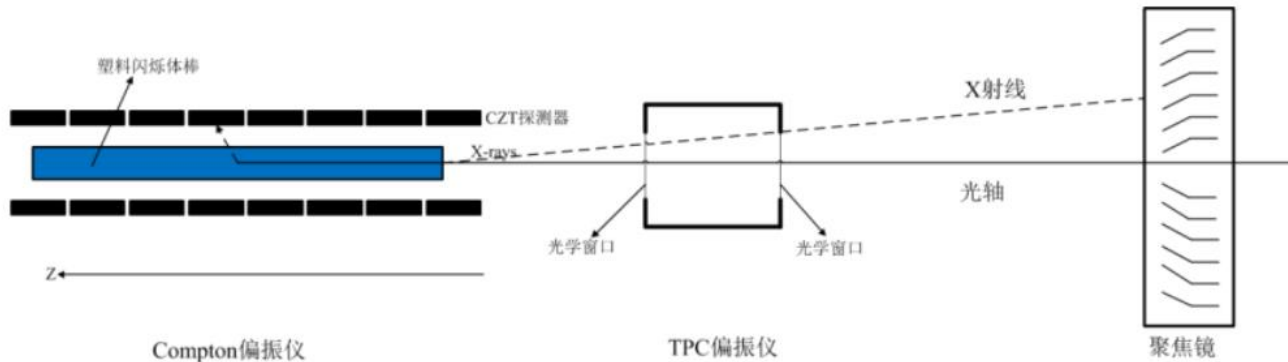 塑料闪烁体棒
X射线
CZT探测器
X-rays
光轴
光学窗口
光学窗口
Z
Compton偏振仪
TPC偏振仪
聚焦镜